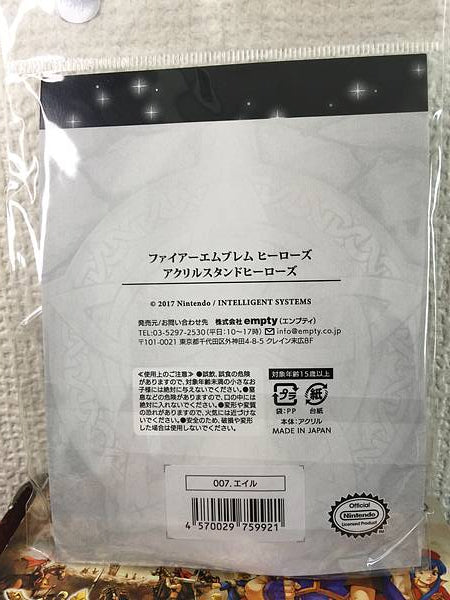 ファイアーエムブレム ヒーローズ
アクリルスタンドヒーローズ
© 2017 Nintendo / INTELLIGENT SYSTEMS
発売元/お問い合わせ先 株式会社empty(エンプティ)
TEL:03-5297-2530(平日:10~17時) info@empty.co.jp
〒101-0021 東京都千代田区外神田4-8-5 クレイン末広8F
≪使用上のご注意≫ ●誤飲、誤食の危険
がありますので、対象年齢未満の小さなお
子様には絶対に与えないでください。●窒
息などの危険がありますので、口の中には
絶対に入れないでください。●変形や変質
の恐れがありますので、火気には近づけな
いでください。●安全のため、破損や変形
した場合は使用しないでください。
対象年齢15歳以上
プラ 紙
袋:PP 台紙
本体:アクリル
MADE IN JAPAN
007.エイル
4 570029 759921
Official
Nintendo
Licensed Product
TM